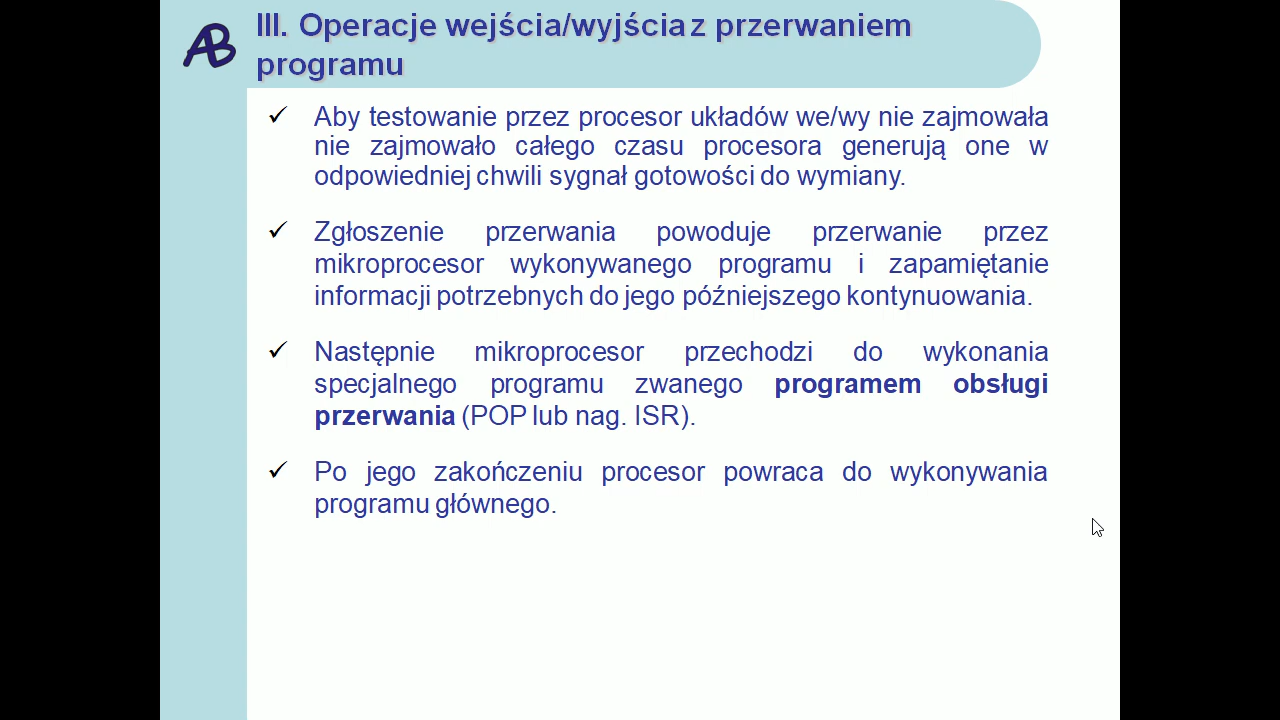 AB
III. Operacje wejścia/wyjścia z przerwaniem
programu
Aby testowanie przez procesor układów we/wy nie zajmowała
nie zajmowało całego czasu procesora generują one w
odpowiedniej chwili sygnał gotowości do wymiany.
Zgłoszenie przerwania powoduje przerwanie przez
mikroprocesor wykonywanego programu i zapamiętanie
informacji potrzebnych do jego późniejszego kontynuowania.
Następnie mikroprocesor przechodzi do wykonania
specjalnego programu zwanego programem obsługi
przerwania (POP lub nag. ISR).
Po jego zakończeniu procesor powraca do wykonywania
programu głównego.